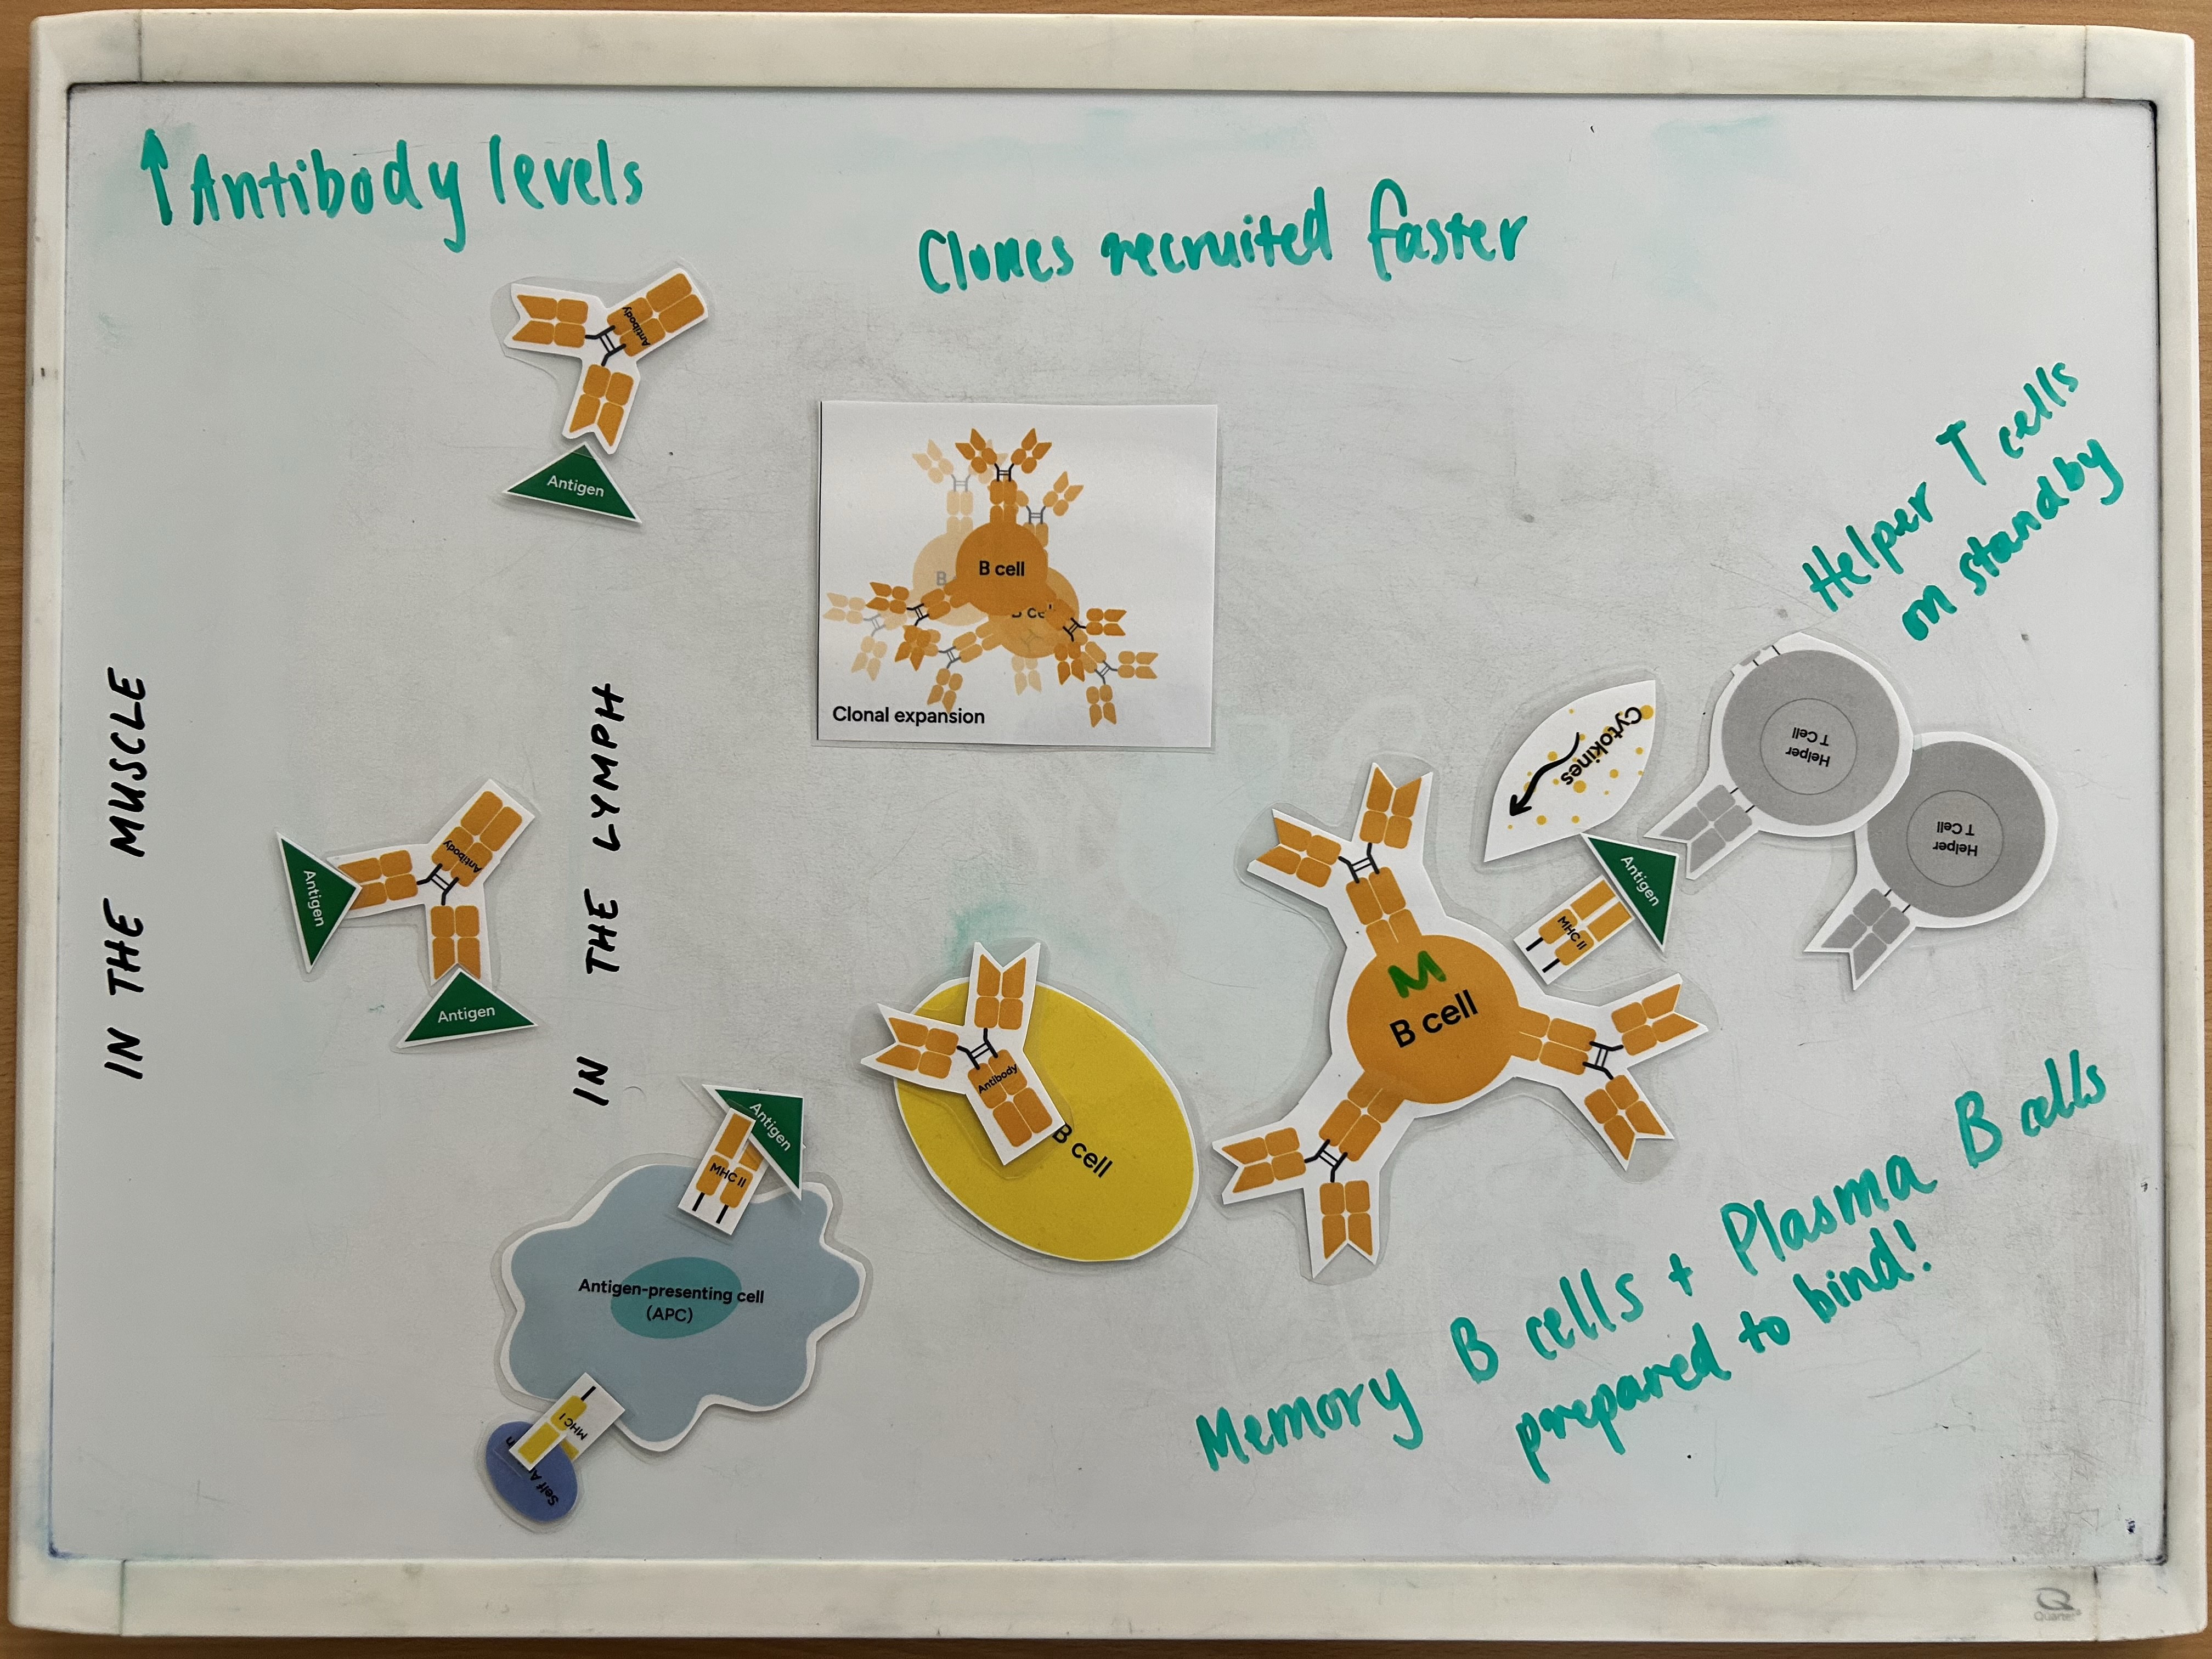 ↑ Antibody levels
Clones recruited faster
Antibody
Antigen
B cell
B
B ce
Clonal expansion
Helper T cells
on standby
IN THE MUSCLE
IN THE LYMPH
Antibody
Antigen
Antigen
Cytokines
Helper
T Cell
Helper
T Cell
Antigen
MHC II
M
B cell
Antibody
B cell
Antigen
MHC II
Antigen-presenting cell
(APC)
MHC I
Self A
Memory B cells + Plasma B cells
prepared to bind!
Quartet